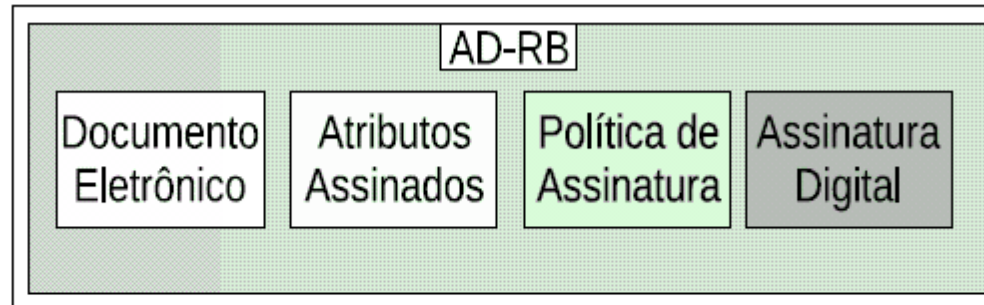 AD-RB
Documento
Eletrônico
Atributos
Assinados
Política de
Assinatura
Assinatura
Digital